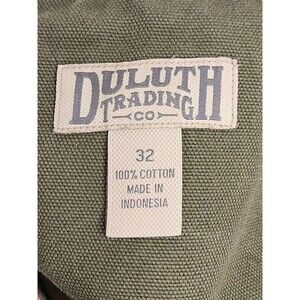 DULUTH
TRADING
CO
32
100% COTTON
MADE IN
INDONESIA